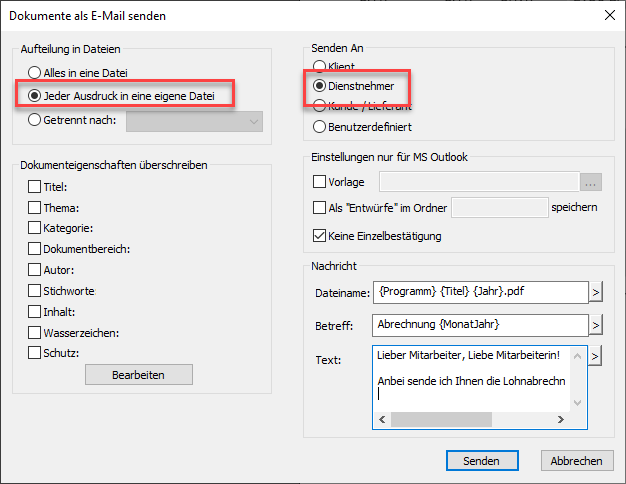 Dokumente als E-Mail senden
Aufteilung in Dateien
Alles in eine Datei
Jeder Ausdruck in eine eigene Datei
Getrennt nach:
Dokumenteigenschaften überschreiben
Titel:
Thema:
Kategorie:
Dokumentbereich:
Autor:
Stichworte
Inhalt:
Wasserzeichen:
Schutz:
Bearbeiten
Senden An
Klient
Dienstnehmer
Kunde / Lieferant
Benutzerdefiniert
Einstellungen nur für MS Outlook
Vorlage ...
Als "Entwürfe" im Ordner speichern
Keine Einzelbestätigung
Nachricht
Dateiname: {Programm} {Titel} {Jahr}.pdf >
Betreff: Abrechnung {MonatJahr} >
Text: Lieber Mitarbeiter, Liebe Mitarbeiterin! >
Anbei sende ich Ihnen die Lohnabrechn
Senden Abbrechen